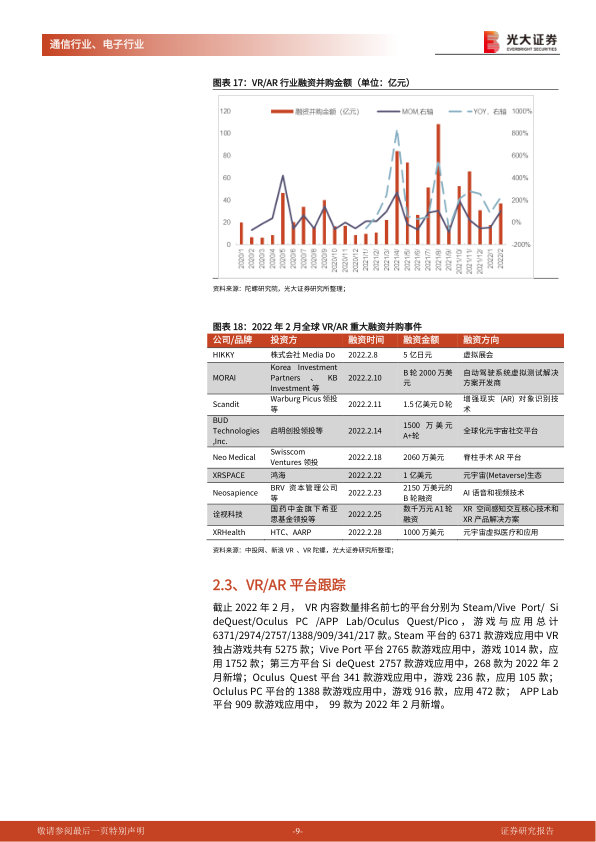 通信行业、电子行业
光大证券
EVERBRIGHT SECURITIES
图表 17：VR/AR 行业融资并购金额（单位：亿元）
融资并购金额（亿元） MOM,右轴 YOY，右轴
120 1000%
100 800%
80 600%
60 400%
40 200%
20 0%
0 -200%
2020/1 2020/2 2020/3 2020/4 2020/5 2020/6 2020/7 2020/8 2020/9 2020/10 2020/11 2020/12 2021/1 2021/2 2021/3 2021/4 2021/5 2021/6 2021/7 2021/8 2021/9 2021/10 2021/11 2021/12 2022/1 2022/2
资料来源：陀螺研究院，光大证券研究所整理；
图表 18：2022 年 2 月全球 VR/AR 重大融资并购事件
公司/品牌 投资方 融资时间 融资金额 融资方向
HIKKY 株式会社 Media Do 2022.2.8 5 亿日元 虚拟展会
MORAI Korea Investment Partners 、 KB Investment 等 2022.2.10 B 轮 2000 万美元 自动驾驶系统虚拟测试解决方案开发商
Scandit Warburg Picus 领投等 2022.2.11 1.5 亿美元 D 轮 增强现实 (AR) 对象识别技术
BUD Technologies ,Inc. 启明创投领投等 2022.2.14 1500 万美元 A+轮 全球化元宇宙社交平台
Neo Medical Swisscom Ventures 领投 2022.2.18 2060 万美元 脊柱手术 AR 平台
XRSPACE 鸿海 2022.2.22 1 亿美元 元宇宙(Metaverse)生态
Neosapience BRV 资本管理公司等 2022.2.23 2150 万美元的 B 轮融资 AI 语音和视频技术
诠视科技 国药中金旗下希亚思基金领投等 2022.2.25 数千万元 A1 轮融资 XR 空间感知交互核心技术和 XR 产品解决方案
XRHealth HTC、AARP 2022.2.28 1000 万美元 元宇宙虚拟医疗和应用
资料来源：中投网、新浪 VR 、VR 陀螺，光大证券研究所整理；
2.3、VR/AR 平台跟踪
截止 2022 年 2 月， VR 内容数量排名前七的平台分别为 Steam/Vive Port/ Si
deQuest/Oculus PC /APP Lab/Oculus Quest/Pico，游戏与应用总计
6371/2974/2757/1388/909/341/217 款。Steam 平台的 6371 款游戏应用中 VR
独占游戏共有 5275 款；Vive Port 平台 2765 款游戏应用中，游戏 1014 款，应
用 1752 款；第三方平台 Si deQuest 2757 款游戏应用中，268 款为 2022 年 2
月新增；Oculus Quest 平台 341 款游戏应用中，游戏 236 款，应用 105 款；
Oclulus PC 平台的 1388 款游戏应用中，游戏 916 款，应用 472 款； APP Lab
平台 909 款游戏应用中， 99 款为 2022 年 2 月新增。
敬请参阅最后一页特别声明 -9- 证券研究报告